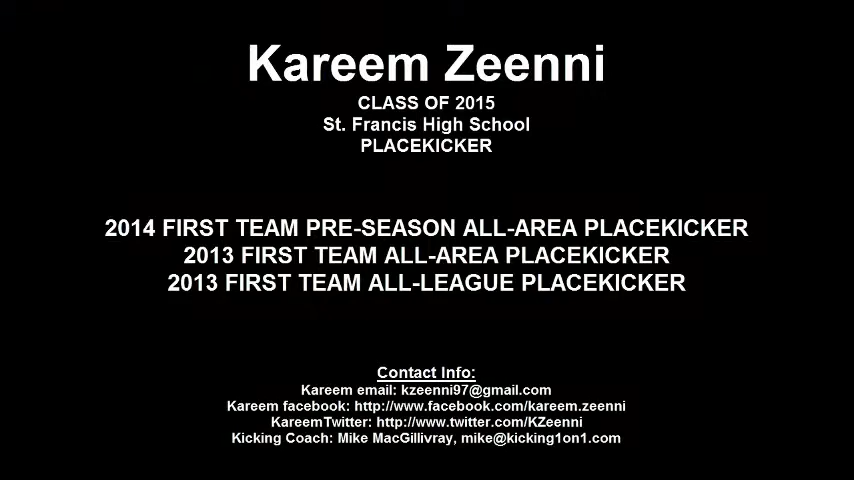 Kareem Zeenni
CLASS OF 2015
St. Francis High School
PLACEKICKER
2014 FIRST TEAM PRE-SEASON ALL-AREA PLACEKICKER
2013 FIRST TEAM ALL-AREA PLACEKICKER
2013 FIRST TEAM ALL-LEAGUE PLACEKICKER
Contact Info:
Kareem email: kzeenni97@gmail.com
Kareem facebook: http://www.facebook.com/kareem.zeenni
KareemTwitter: http://www.twitter.com/KZeenni
Kicking Coach: Mike MacGillivray, mike@kicking1on1.com